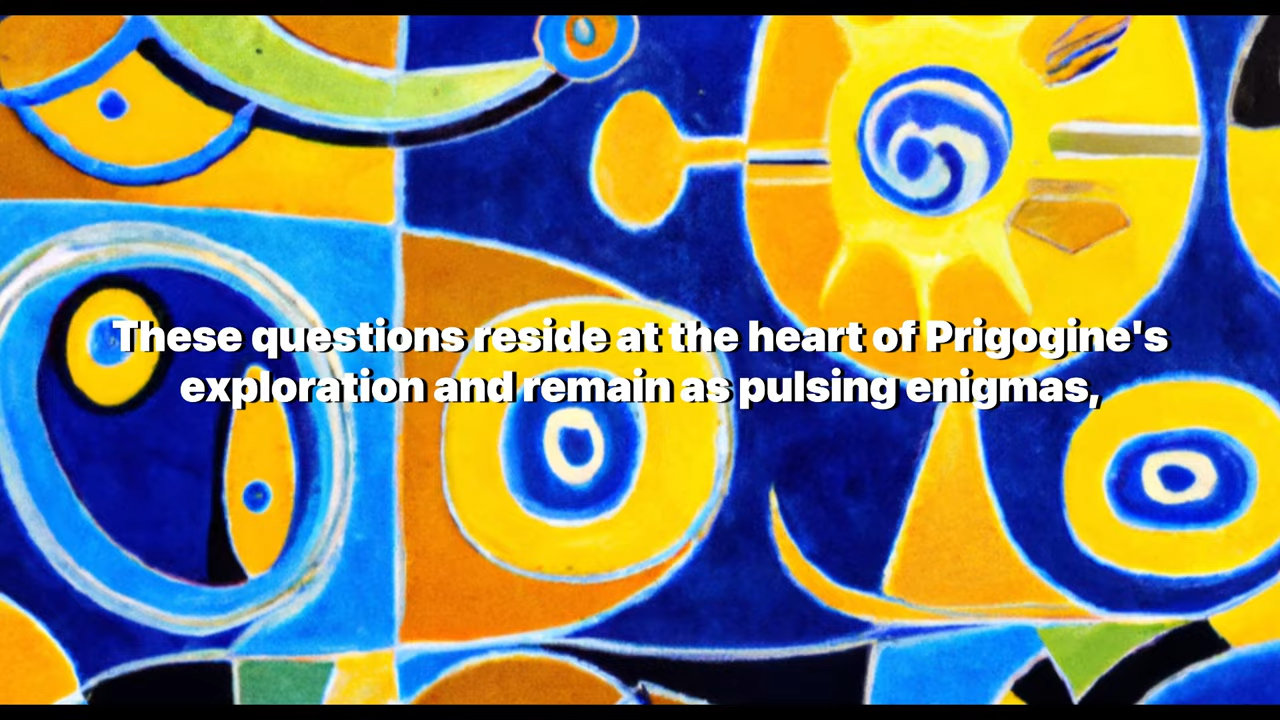 These questions reside at the heart of Prigogine's
exploration and remain as pulsing enigmas,